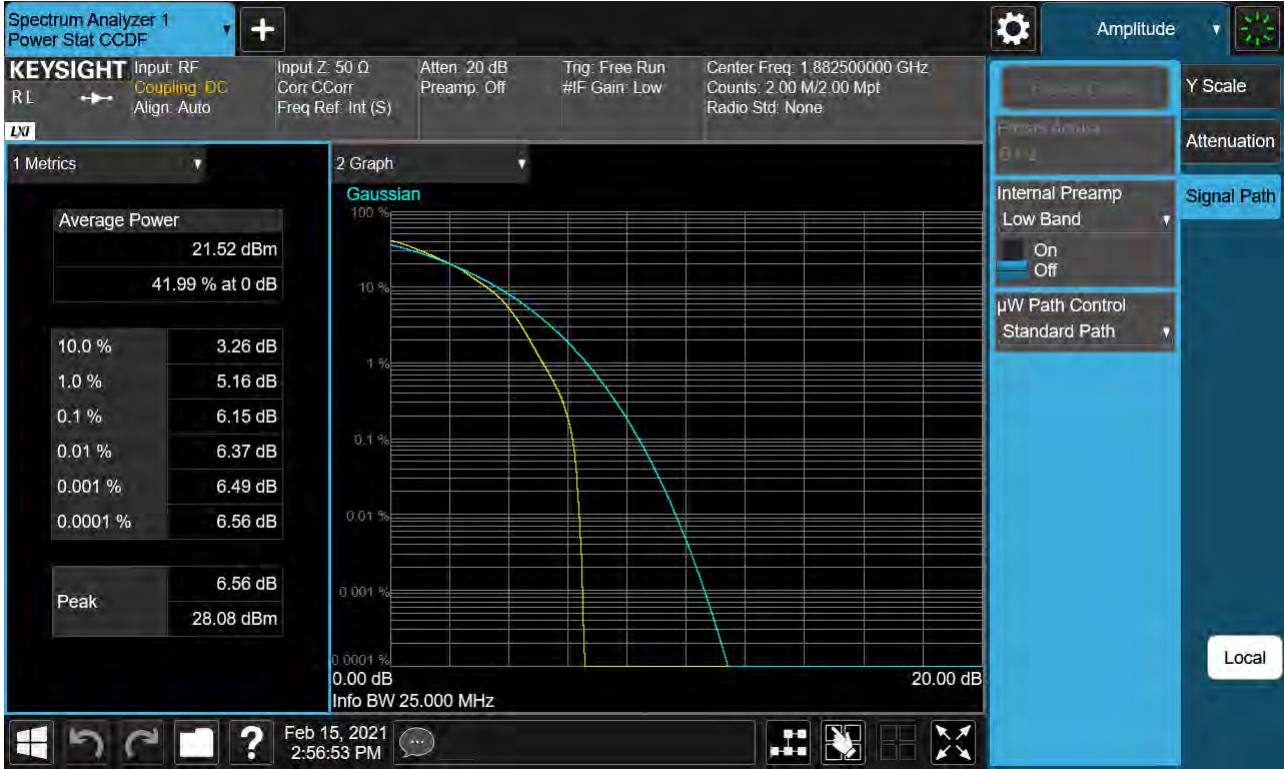 Spectrum Analyzer 1
Power Stat CCDF
Amplitude
KEYSIGHT
Input: RF
Input Z: 50 Ω
Atten: 20 dB
Trig: Free Run
Center Freq: 1.882500000 GHz
RL
Coupling: DC
Corr CCorr
Preamp: Off
#IF Gain: Low
Counts: 2.00 M/2.00 Mpt
Align: Auto
Freq Ref: Int (S)
Radio Std: None
LXI
Y Scale
Attenuation
Signal Path
Internal Preamp
Low Band
On
Off
µW Path Control
Standard Path
Local
1 Metrics
Average Power
21.52 dBm
41.99 % at 0 dB
10.0 % 3.26 dB
1.0 % 5.16 dB
0.1 % 6.15 dB
0.01 % 6.37 dB
0.001 % 6.49 dB
0.0001 % 6.56 dB
Peak
6.56 dB
28.08 dBm
2 Graph
Gaussian
100 %
10 %
1 %
0.1 %
0.01 %
0.001 %
0.0001 %
0.00 dB
20.00 dB
Info BW 25.000 MHz
?
Feb 15, 2021
2:56:53 PM